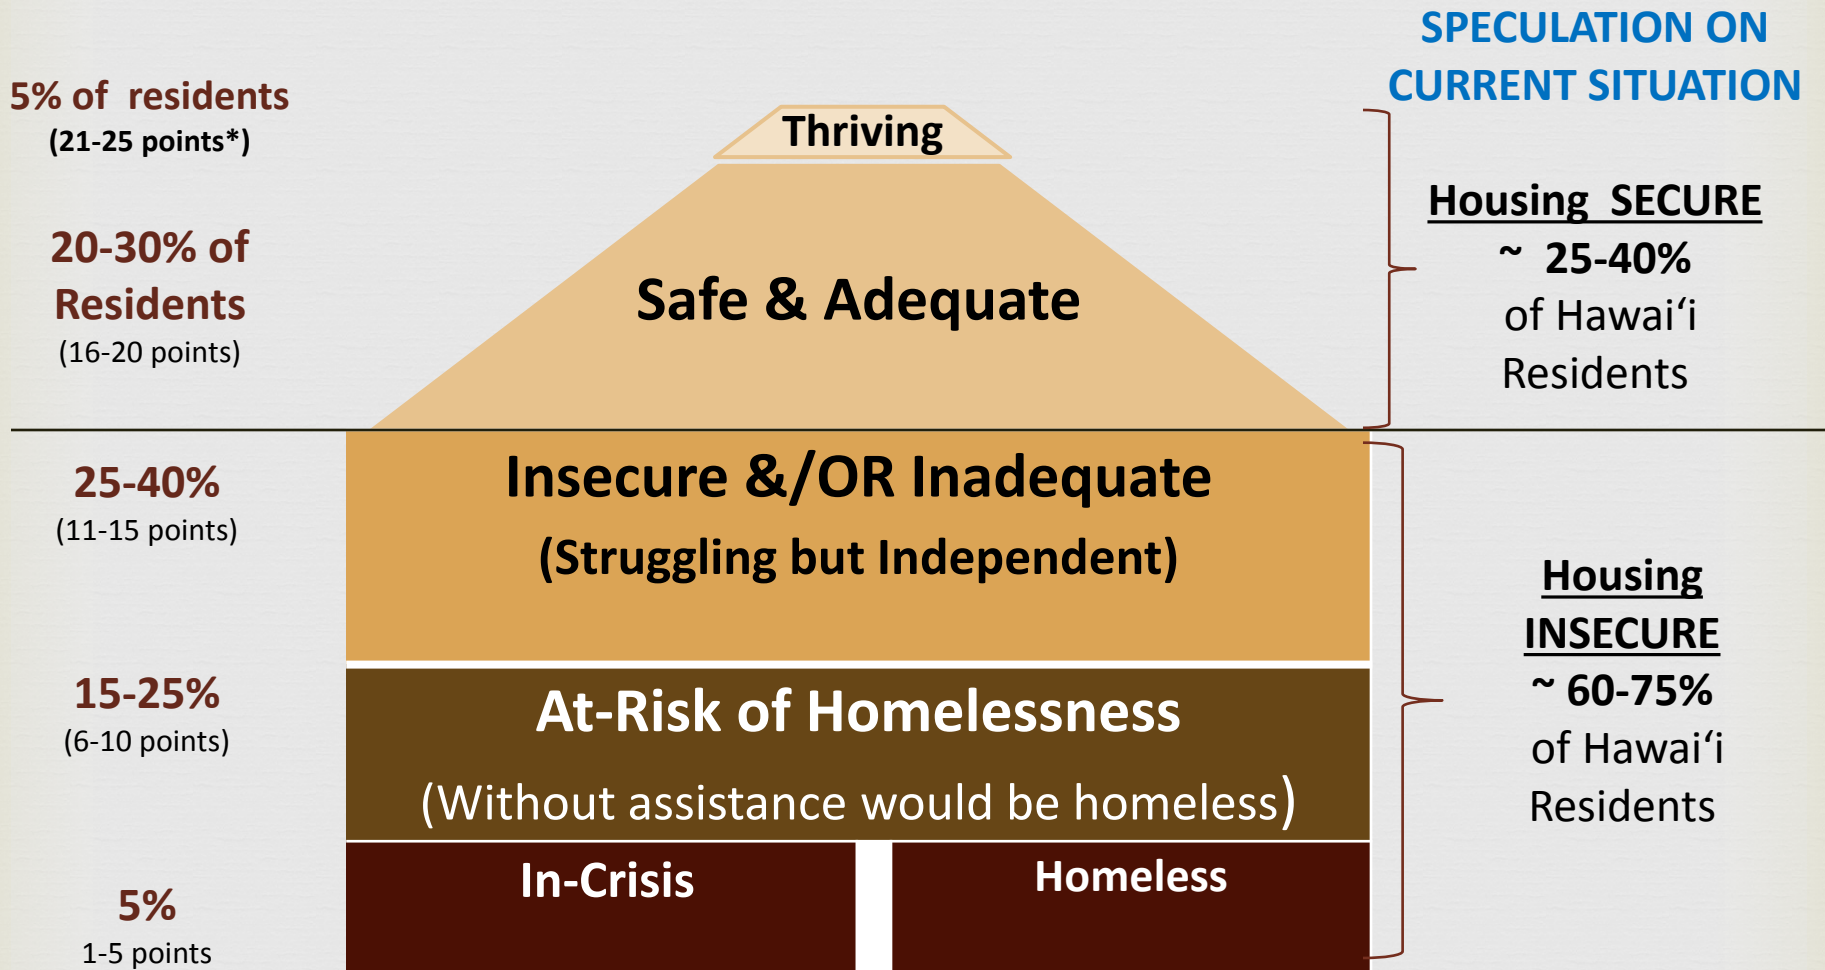 SPECULATION ON
CURRENT SITUATION
5% of residents
(21-25 points*)
20-30% of
Residents
(16-20 points)
25-40%
(11-15 points)
15-25%
(6-10 points)
5%
1-5 points
Thriving
Safe & Adequate
Insecure &/OR Inadequate
(Struggling but Independent)
At-Risk of Homelessness
(Without assistance would be homeless)
In-Crisis
Homeless
Housing SECURE
~ 25-40%
of Hawai‘i
Residents
Housing
INSECURE
~ 60-75%
of Hawai‘i
Residents